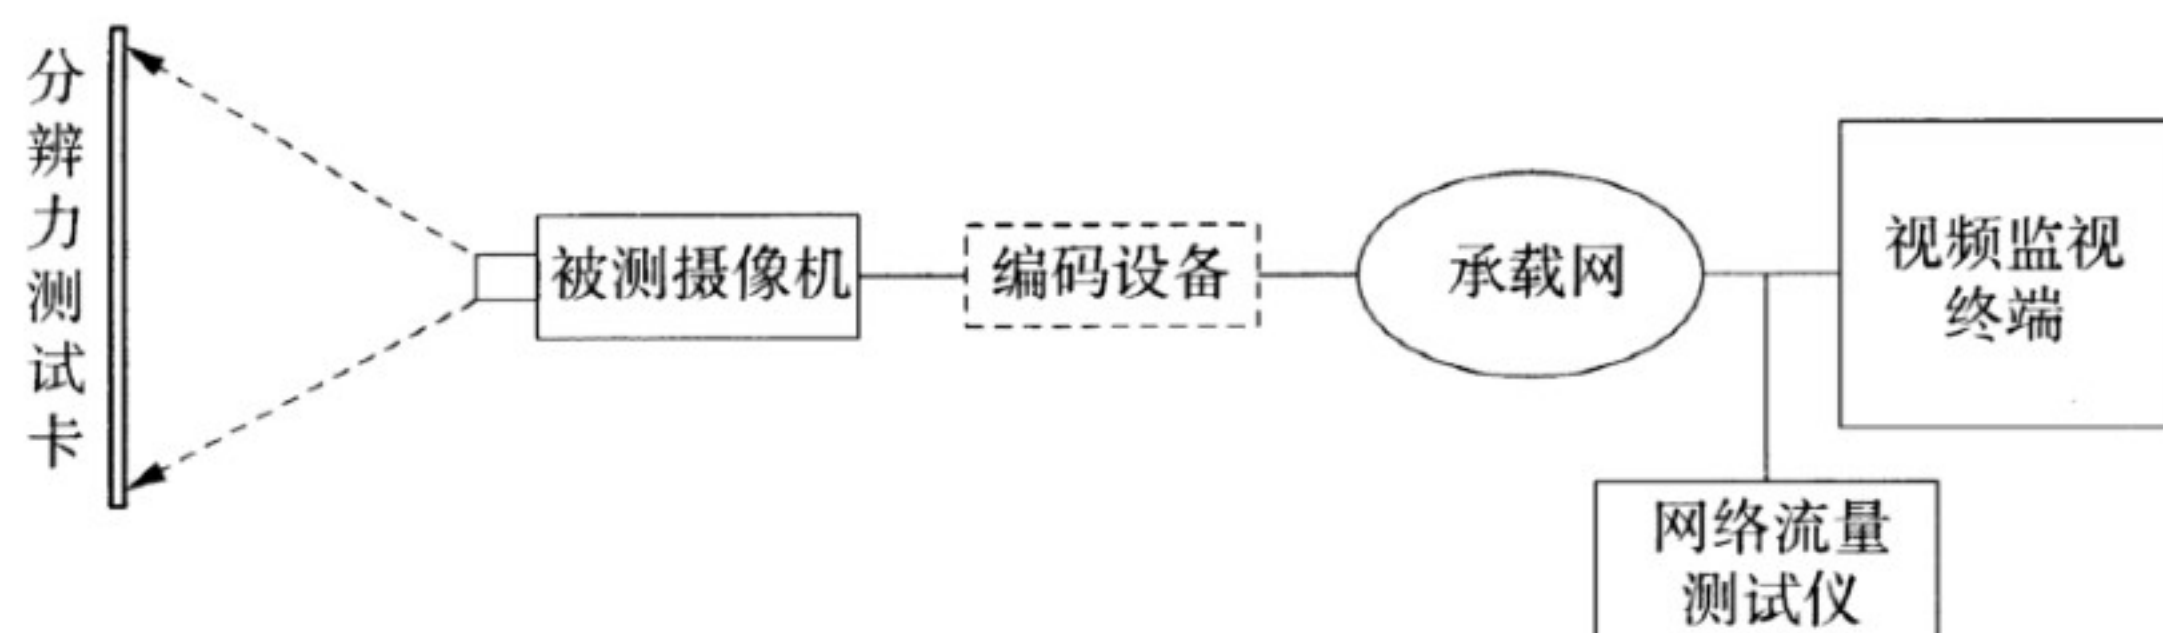 分辨力测试卡
被测摄像机
编码设备
承载网
视频监视
终端
网络流量
测试仪